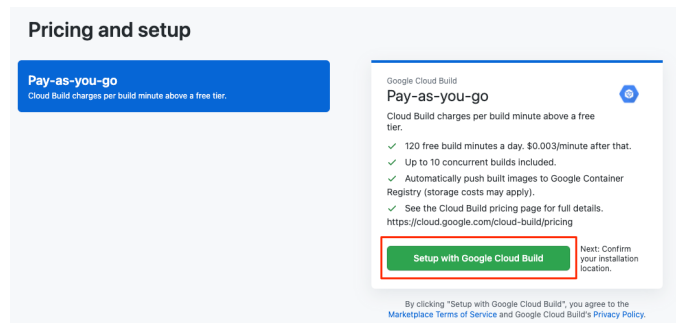 Pricing and setup
Pay-as-you-go
Cloud Build charges per build minute above a free tier.
Google Cloud Build
Pay-as-you-go
Cloud Build charges per build minute above a free
tier.
✓ 120 free build minutes a day. $0.003/minute after that.
✓ Up to 10 concurrent builds included.
✓ Automatically push built images to Google Container
Registry (storage costs may apply).
✓ See the Cloud Build pricing page for full details.
https://cloud.google.com/cloud-build/pricing
Setup with Google Cloud Build
Next: Confirm
your installation
location.
By clicking "Setup with Google Cloud Build", you agree to the
Marketplace Terms of Service and Google Cloud Build's Privacy Policy.